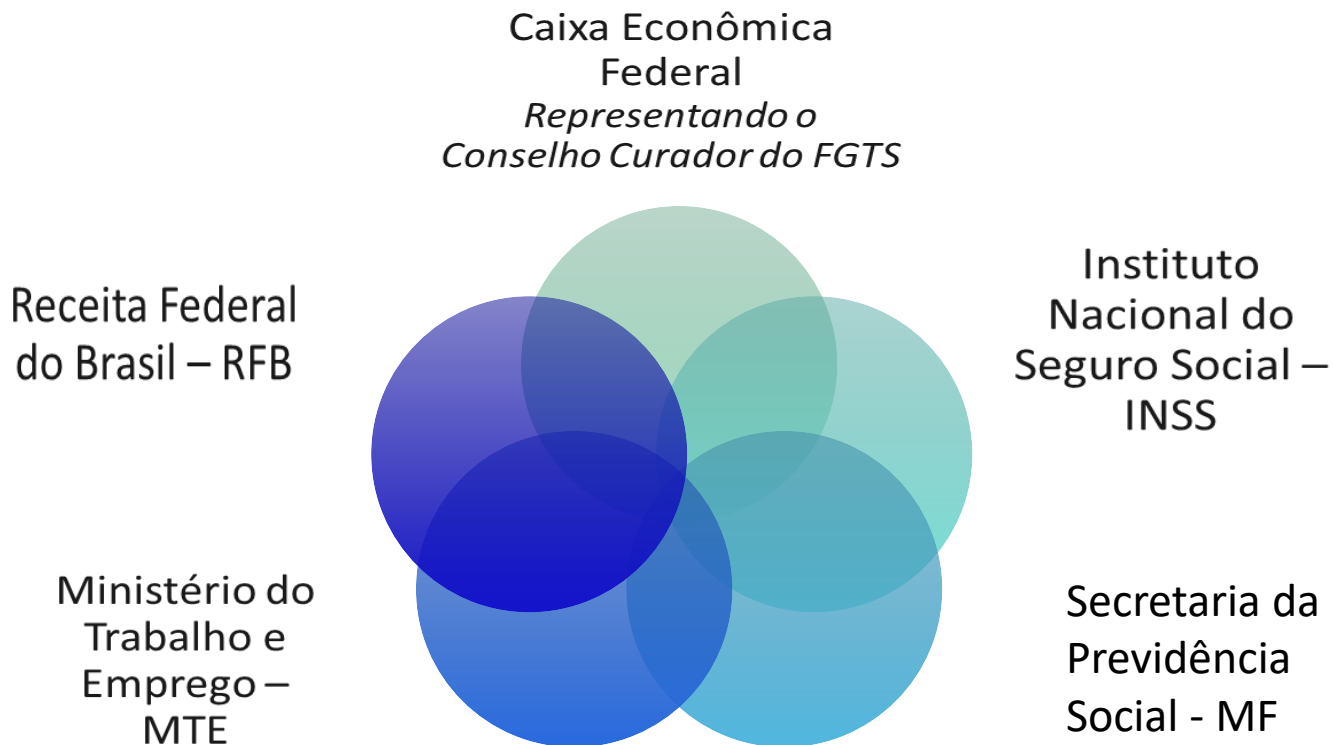 Caixa Econômica
Federal
Representando o
Conselho Curador do FGTS
Instituto
Nacional do
Seguro Social –
INSS
Receita Federal
do Brasil – RFB
Ministério do
Trabalho e
Emprego –
MTE
Secretaria da
Previdência
Social - MF